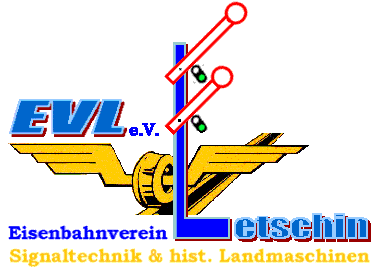 EVL e.V.
Eisenbahnverein Letschin
Signaltechnik & hist. Landmaschinen